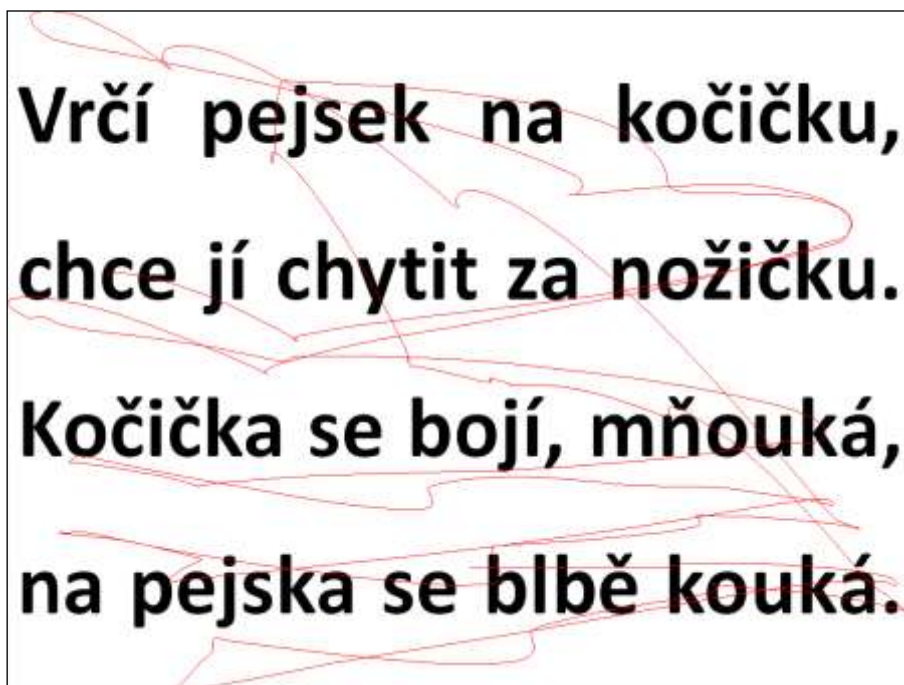 Vrčí pejsek na kočičku,
chce jí chytit za nožičku.
Kočička se bojí, mňouká,
na pejska se blbě kouká.